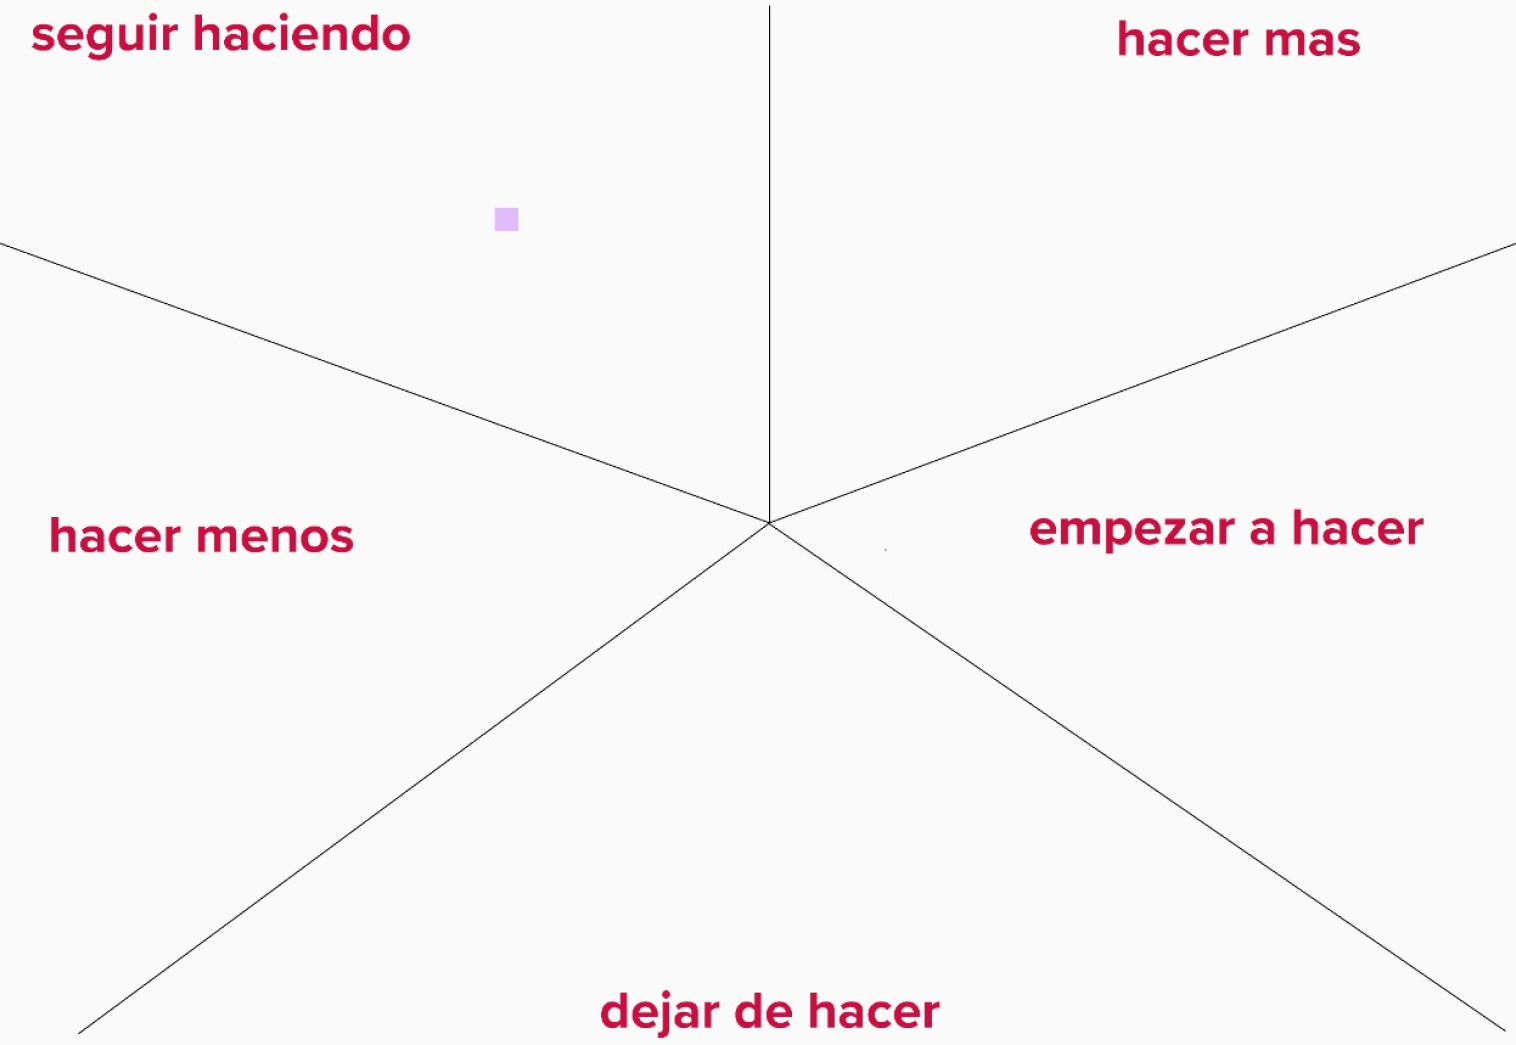 seguir haciendo
hacer mas
hacer menos
empezar a hacer
dejar de hacer